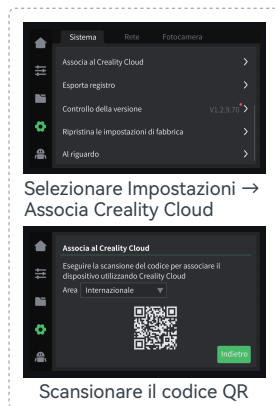 Sistema Rete Fotocamera
Associa al Creality Cloud
Esporta registro
Controllo della versione V1.2.9.70
Ripristina le impostazioni di fabbrica
Al riguardo
Selezionare Impostazioni →
Associa Creality Cloud
Associa al Creality Cloud
Eseguire la scansione del codice per associare il
dispositivo utilizzando Creality Cloud
Area Internazionale
Indietro
Scansionare il codice QR